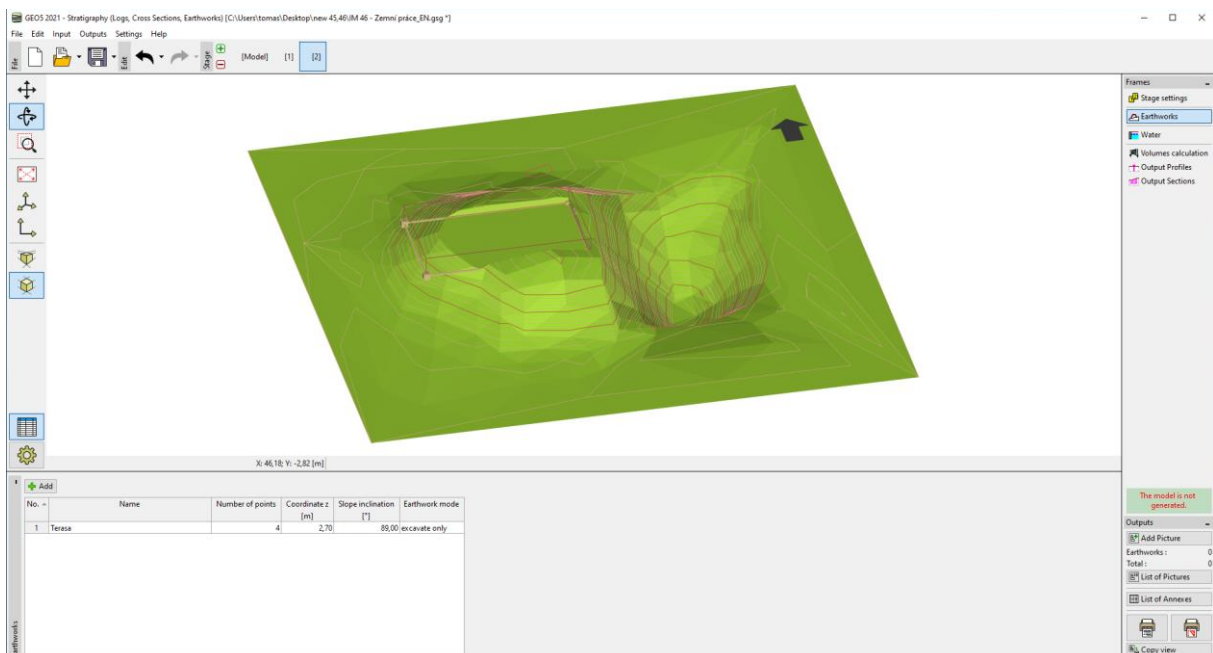 GEO5 2021 - Stratigraphy (Logs, Cross Sections, Earthworks) [C:\Users\tomas\Desktop\new 45,46\IM 46 - Zemní práce_EN.gsg *]
File Edit Input Outputs Settings Help
File
Edit
Stage
[Model] [1] [2]
Frames
Stage settings
Earthworks
Water
Volumes calculation
Output Profiles
Output Sections
X: 46,18; Y: -2,82 [m]
Add
No. Name Number of points Coordinate z Slope inclination Earthwork mode
[m] [°]
1 Terasa 4 2,70 89,00 excavate only
Earthworks
The model is not
generated.
Outputs
Add Picture
Earthworks : 0
Total : 0
List of Pictures
List of Annexes
Copy view